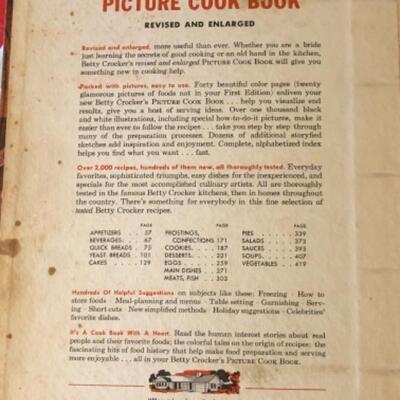 PICTURE COOK BOOK
REVISED AND ENLARGED
Revised and enlarged, more useful than ever. Whether you are a bride
just learning the secrets of good cooking or an old hand in the kitchen,
Betty Crocker's revised and enlarged PICTURE COOK BOOK will give you
something new in cooking help.
Packed with pictures, easy to use. Forty beautiful color pages (twenty
glamorous pictures of foods not in your First Edition) enliven your
new Betty Crocker's PICTURE COOK BOOK . . . help you visualize end
results, give you a host of serving ideas. Over one thousand black
and white illustrations, including special how-to-do-it pictures, make it
easier than ever to follow the recipes . . . take you step by step through
many of the preparation processes. Dozens of additional storyfied
sketches add inspiration and enjoyment. Complete, alphabetized index
helps you find what you want . . . fast.
Over 2,000 recipes, hundreds of them new, all thoroughly tested. Everyday
favorites, sophisticated triumphs, easy dishes for the inexperienced, and
specials for the most accomplished culinary artists. All are thoroughly
tested in the famous Betty Crocker kitchens, then in homes throughout
the country. There's something for everybody in this fine selection of
tested Betty Crocker recipes.
PAGE PAGE PAGE
APPETIZERS . . 57 FROSTINGS, PIES . . . . 339
BEVERAGES. . . 67 CONFECTIONS 171 SALADS . . . 373
QUICK BREADS 75 COOKIES. . . 187 SAUCES . . . 395
YEAST BREADS 101 DESSERTS. . . 221 SOUPS. . . . 407
CAKES . . . 129 EGGS . . . . 259 VEGETABLES . 419
MAIN DISHES . 271
MEATS, FISH . 303
Hundreds Of Helpful Suggestions on subjects like these: Freezing · How to
store foods · Meal-planning and menus · Table setting · Garnishing · Serv-
ing · Short cuts · New simplified methods · Holiday suggestions · Celebrities'
favorite dishes.
It's A Cook Book With A Heart. Read the human interest stories about real
people and their favorite foods; the colorful tales on the origin of recipes; the
fascinating bits of food history that help make food preparation and serving
more enjoyable . . . all in your Betty Crocker's PICTURE COOK BOOK.